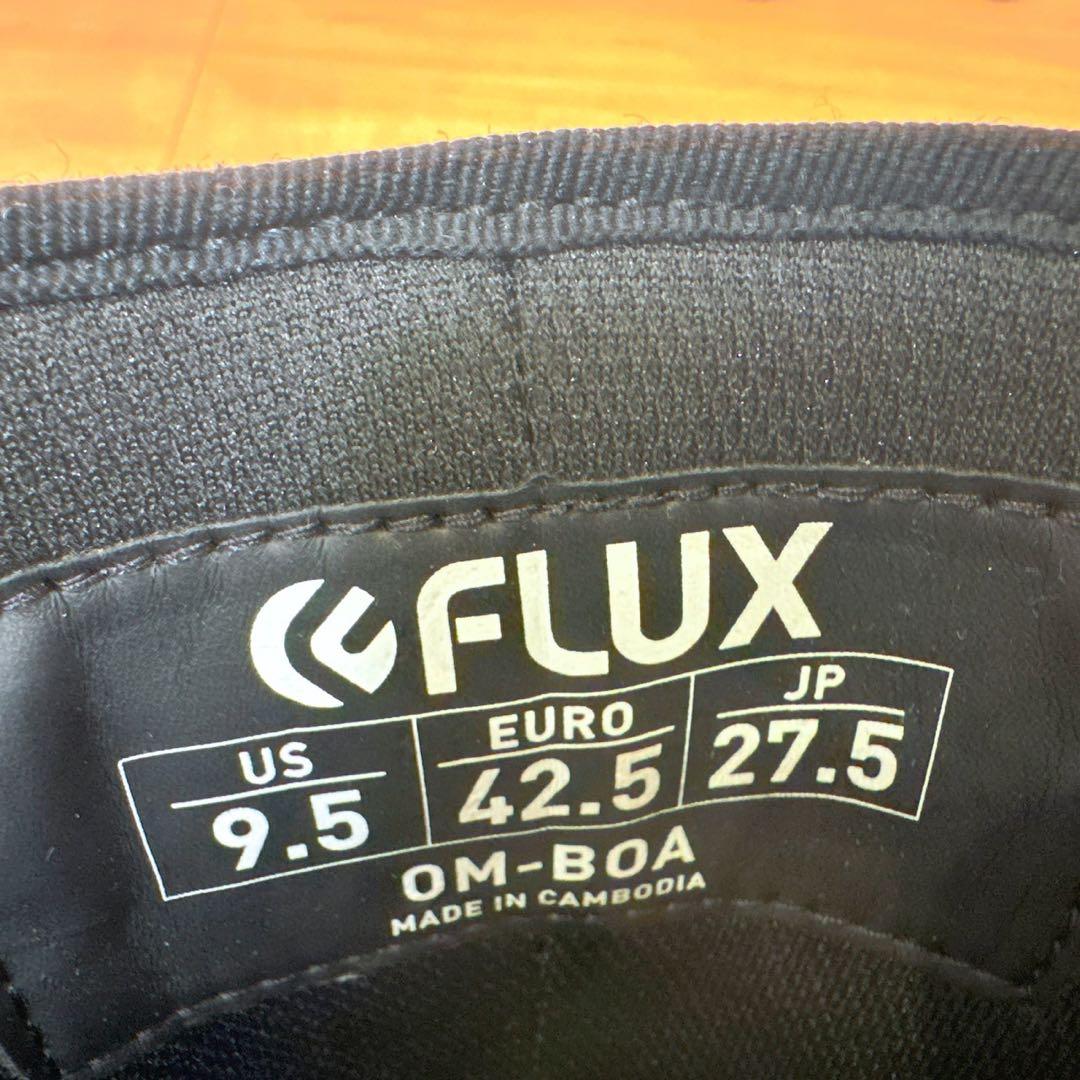 FLUX
US EURO JP
9.5 42.5 27.5
OM-BOA
MADE IN CAMBODIA